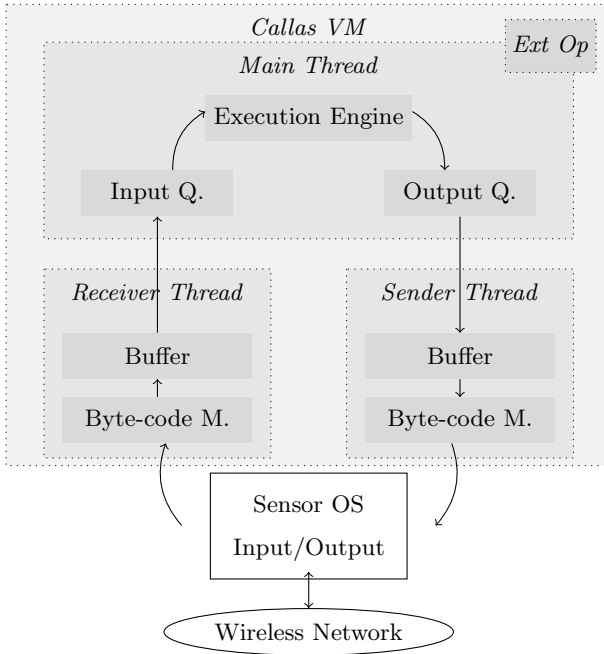 Callas VM
Ext Op
Main Thread
Execution Engine
Input Q.
Output Q.
Receiver Thread
Sender Thread
Buffer
Buffer
Byte-code M.
Byte-code M.
Sensor OS
Input/Output
Wireless Network